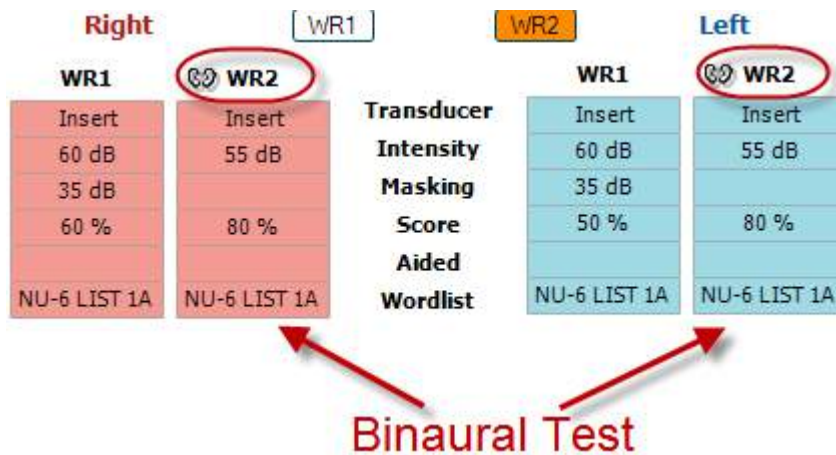 Right WR1 WR2 Left
WR1 WR2 WR1 WR2
Insert Insert Transducer Insert Insert
60 dB 55 dB Intensity 60 dB 55 dB
35 dB Masking 35 dB
60 % 80 % Score 50 % 80 %
Aided
NU-6 LIST 1A NU-6 LIST 1A Wordlist NU-6 LIST 1A NU-6 LIST 1A
Binaural Test